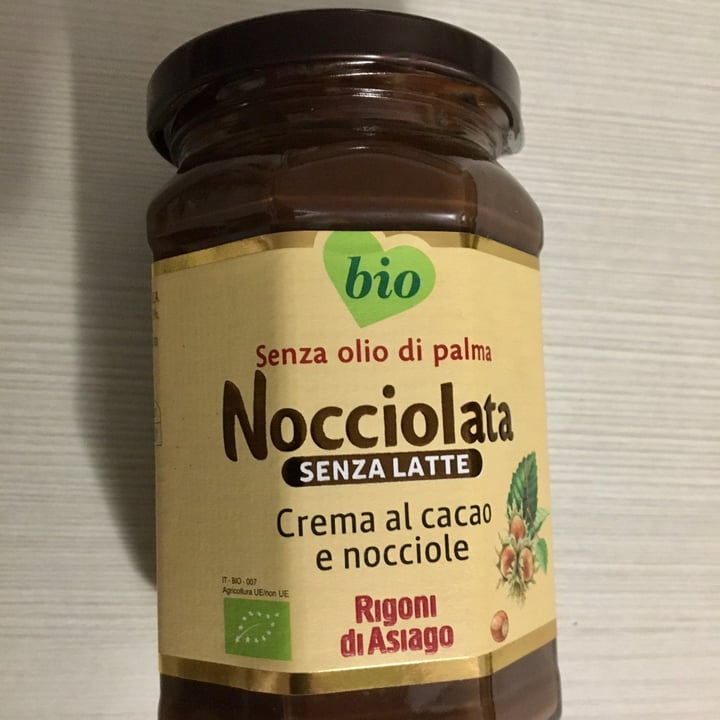 bio
Senza olio di palma
Nocciolata
SENZA LATTE
Crema al cacao
e nocciole
IT - BIO - 007
Agricoltura UE/non UE
Rigoni
di Asiago